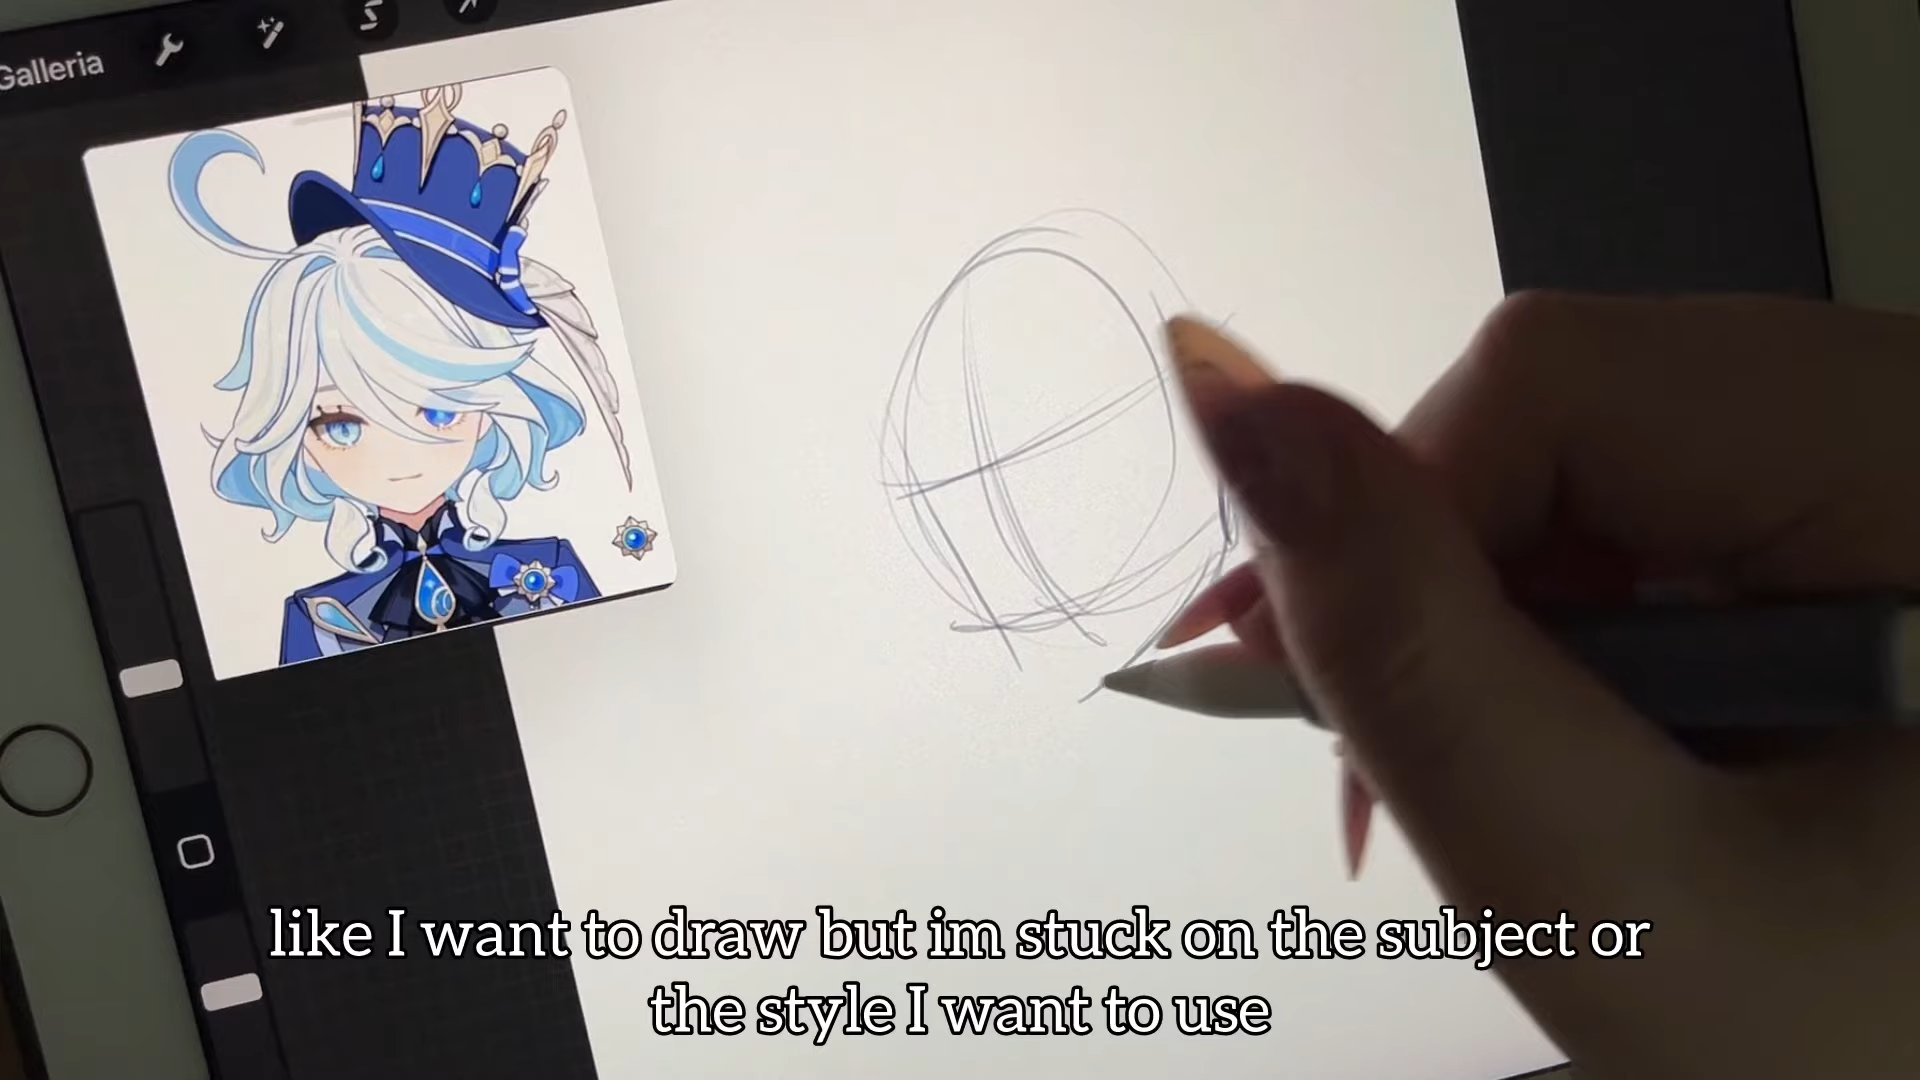 Galleria
like I want to draw but im stuck on the subject or
the style I want to use